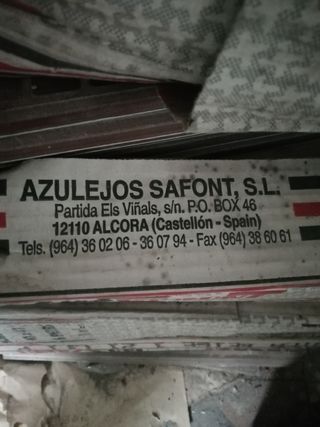 AZULEJOS SAFONT, S.L.
Partida Els Viñals, s/n. P.O. BOX 46
12110 ALCORA (Castellón - Spain)
Tels. (964) 36 02 06 - 36 07 94 - Fax (964) 38 60 61